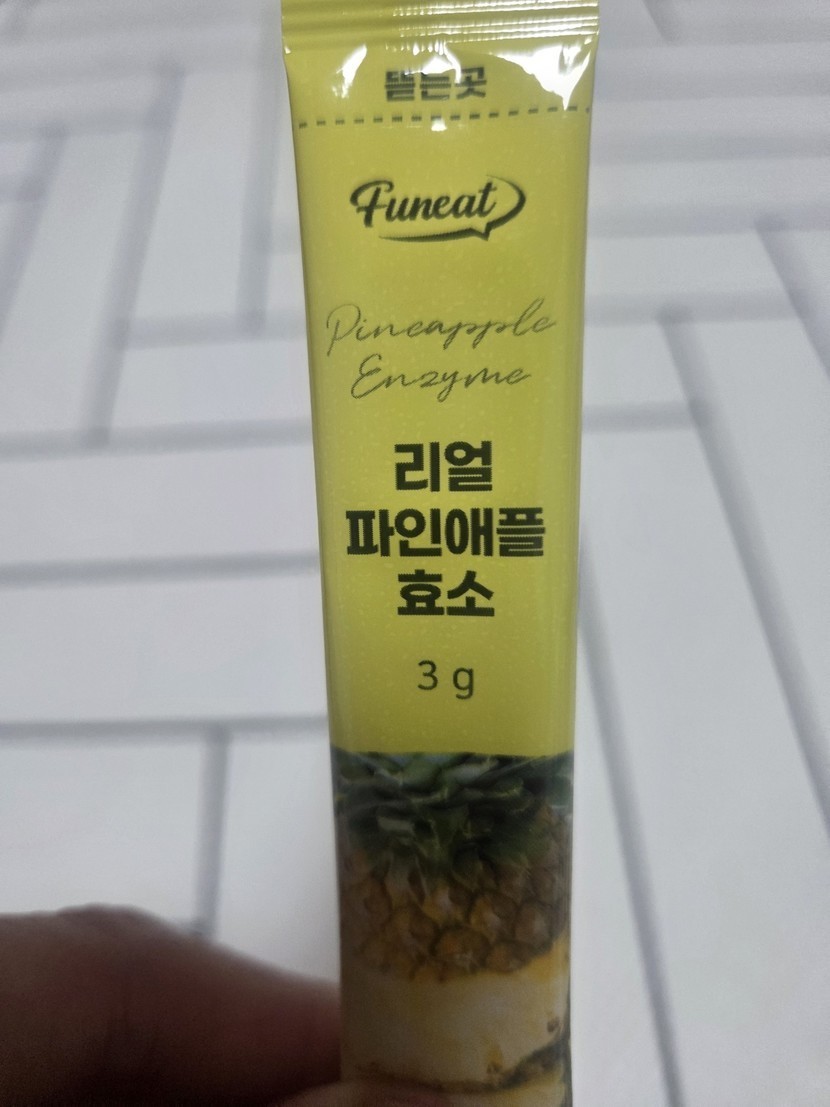 뜯는곳
Funeat
Pineapple
Enzyme
리얼
파인애플
효소
3 g